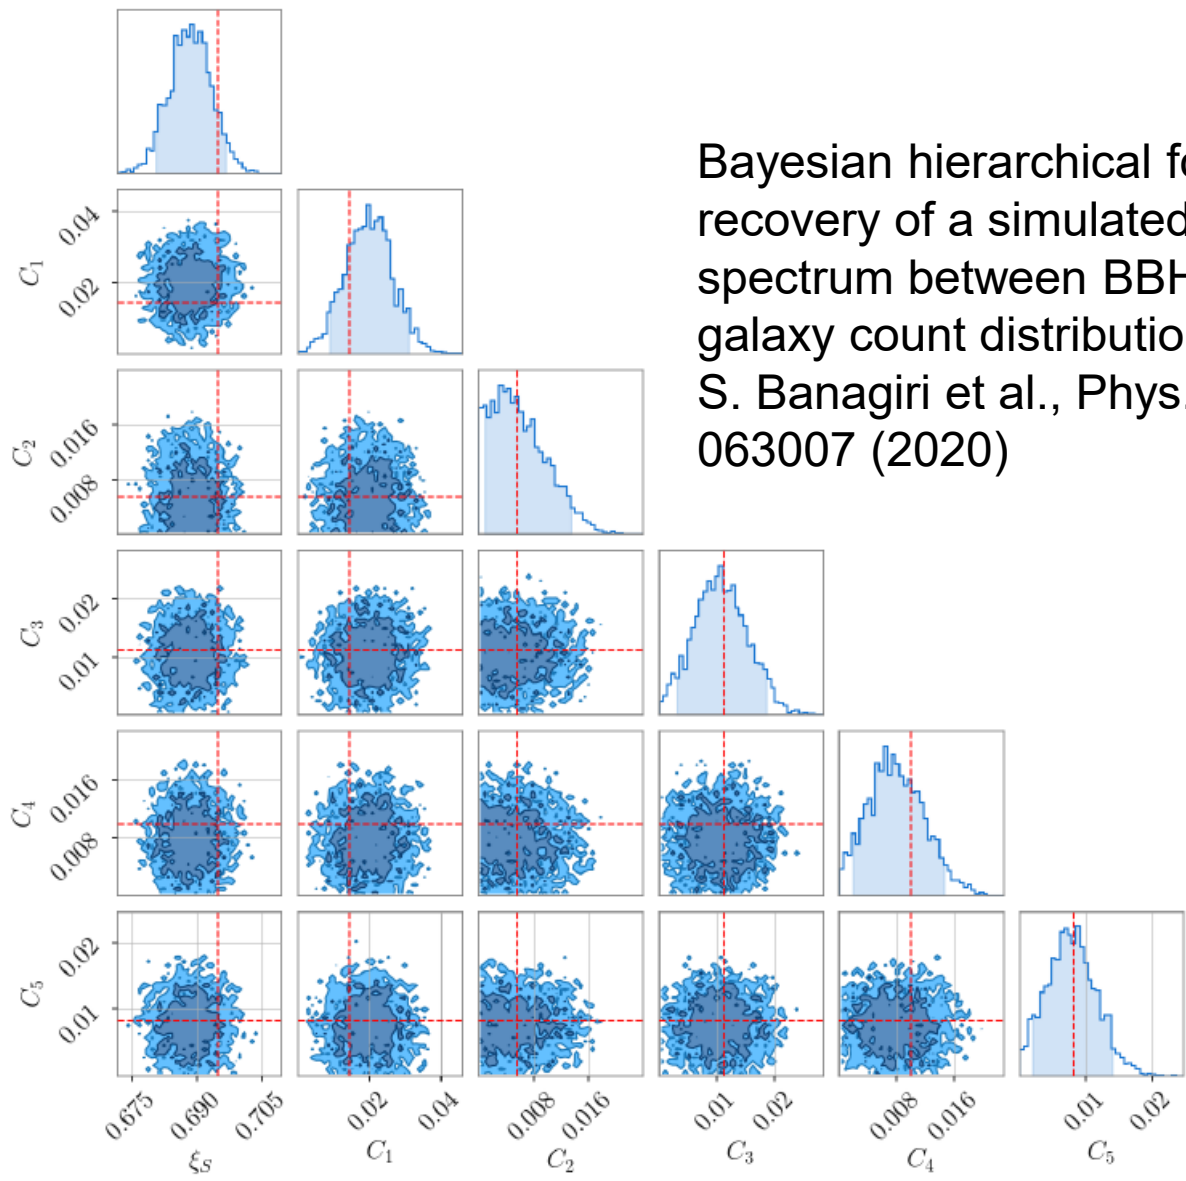 Bayesian hierarchical fo
recovery of a simulated
spectrum between BBH
galaxy count distributio
S. Banagiri et al., Phys.
063007 (2020)
C₁
0.04
0.02
C₂
0.016
0.008
C₃
0.02
0.01
C₄
0.016
0.008
C₅
0.02
0.01
0.675 0.690 0.705 0.02 0.04 0.008 0.016 0.01 0.02 0.008 0.016 0.01 0.02
ξ_S C₁ C₂ C₃ C₄ C₅